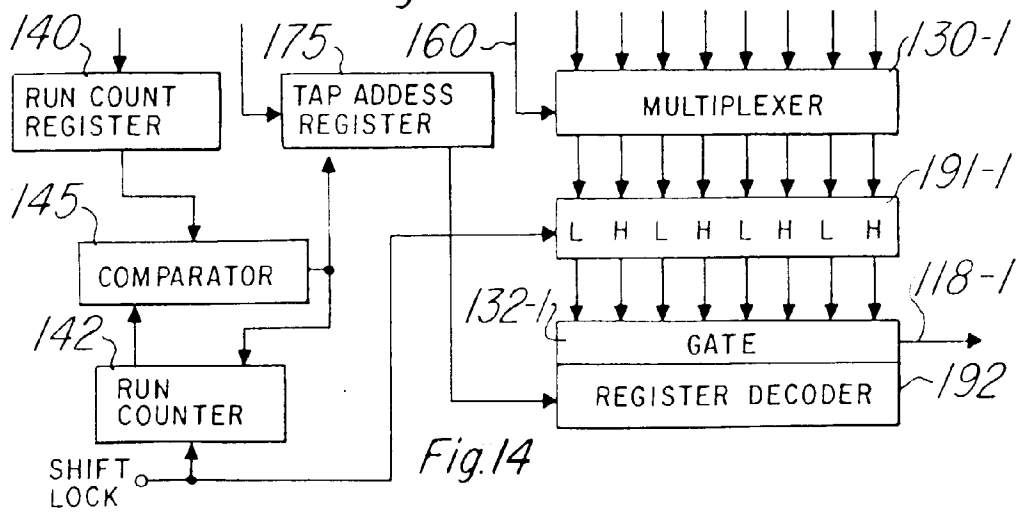 140
175
160
130-1
RUN COUNT
REGISTER
TAP ADDESS
REGISTER
MULTIPLEXER
145
191-1
L H L H L H L H
COMPARATOR
118-1
142
132-1
GATE
RUN
COUNTER
REGISTER DECODER
192
Fig.14
SHIFT
LOCK